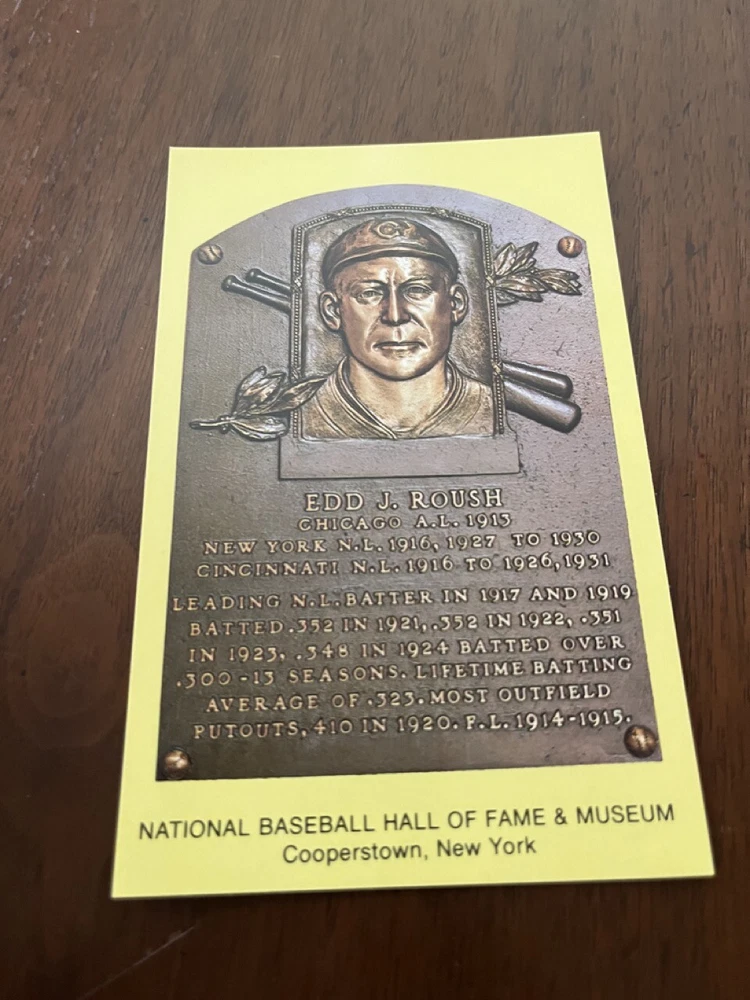 C
EDD J. ROUSH
CHICAGO A.L. 1913
NEW YORK N.L. 1916, 1927 TO 1930
CINCINNATI N.L. 1916 TO 1926, 1931
LEADING N.L. BATTER IN 1917 AND 1919
BATTED .352 IN 1921, .352 IN 1922, .351
IN 1923, .348 IN 1924 BATTED OVER
.300-13 SEASONS. LIFETIME BATTING
AVERAGE OF .323. MOST OUTFIELD
PUTOUTS, 410 IN 1920. F.L. 1914-1915.
NATIONAL BASEBALL HALL OF FAME & MUSEUM
Cooperstown, New York